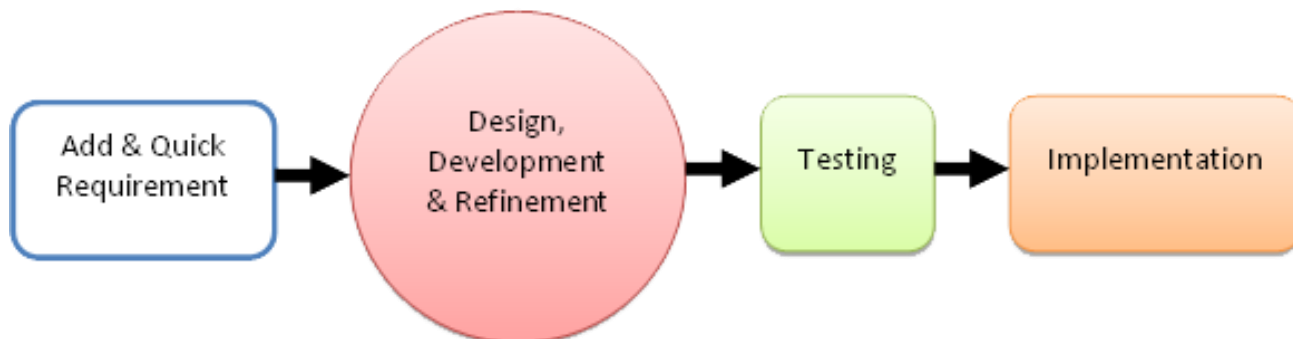 Add & Quick
Requirement
Design,
Development
& Refinement
Testing
Implementation